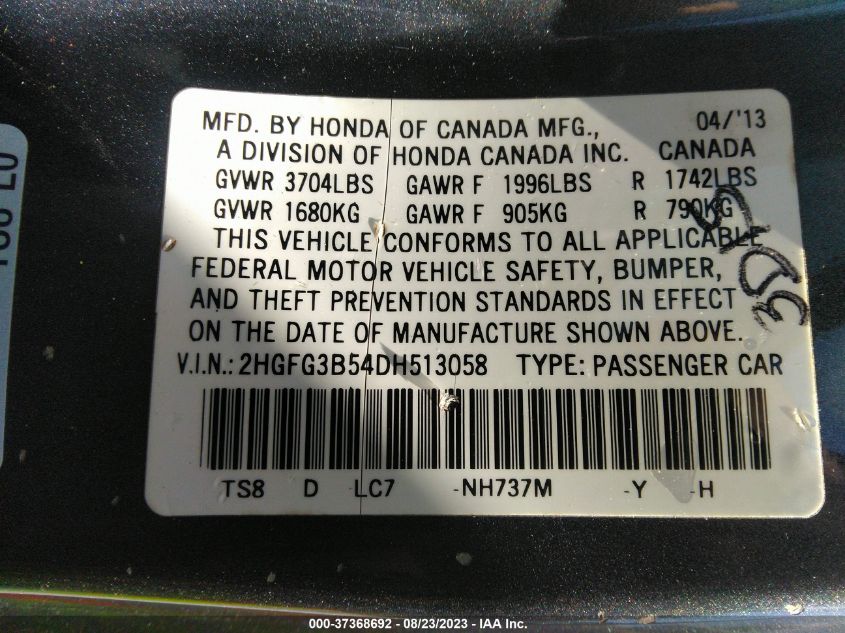 MFD. BY HONDA OF CANADA MFG., 04/'13
A DIVISION OF HONDA CANADA INC. CANADA
GVWR 3704LBS GAWR F 1996LBS R 1742LBS
GVWR 1680KG GAWR F 905KG R 790KG
THIS VEHICLE CONFORMS TO ALL APPLICABLE
FEDERAL MOTOR VEHICLE SAFETY, BUMPER,
AND THEFT PREVENTION STANDARDS IN EFFECT
ON THE DATE OF MANUFACTURE SHOWN ABOVE.
V.I.N.: 2HGFG3B54DH513058 TYPE: PASSENGER CAR
TS8 D -LC7 -NH737M -Y -H
000-37368692 - 08/23/2023 - IAA Inc.